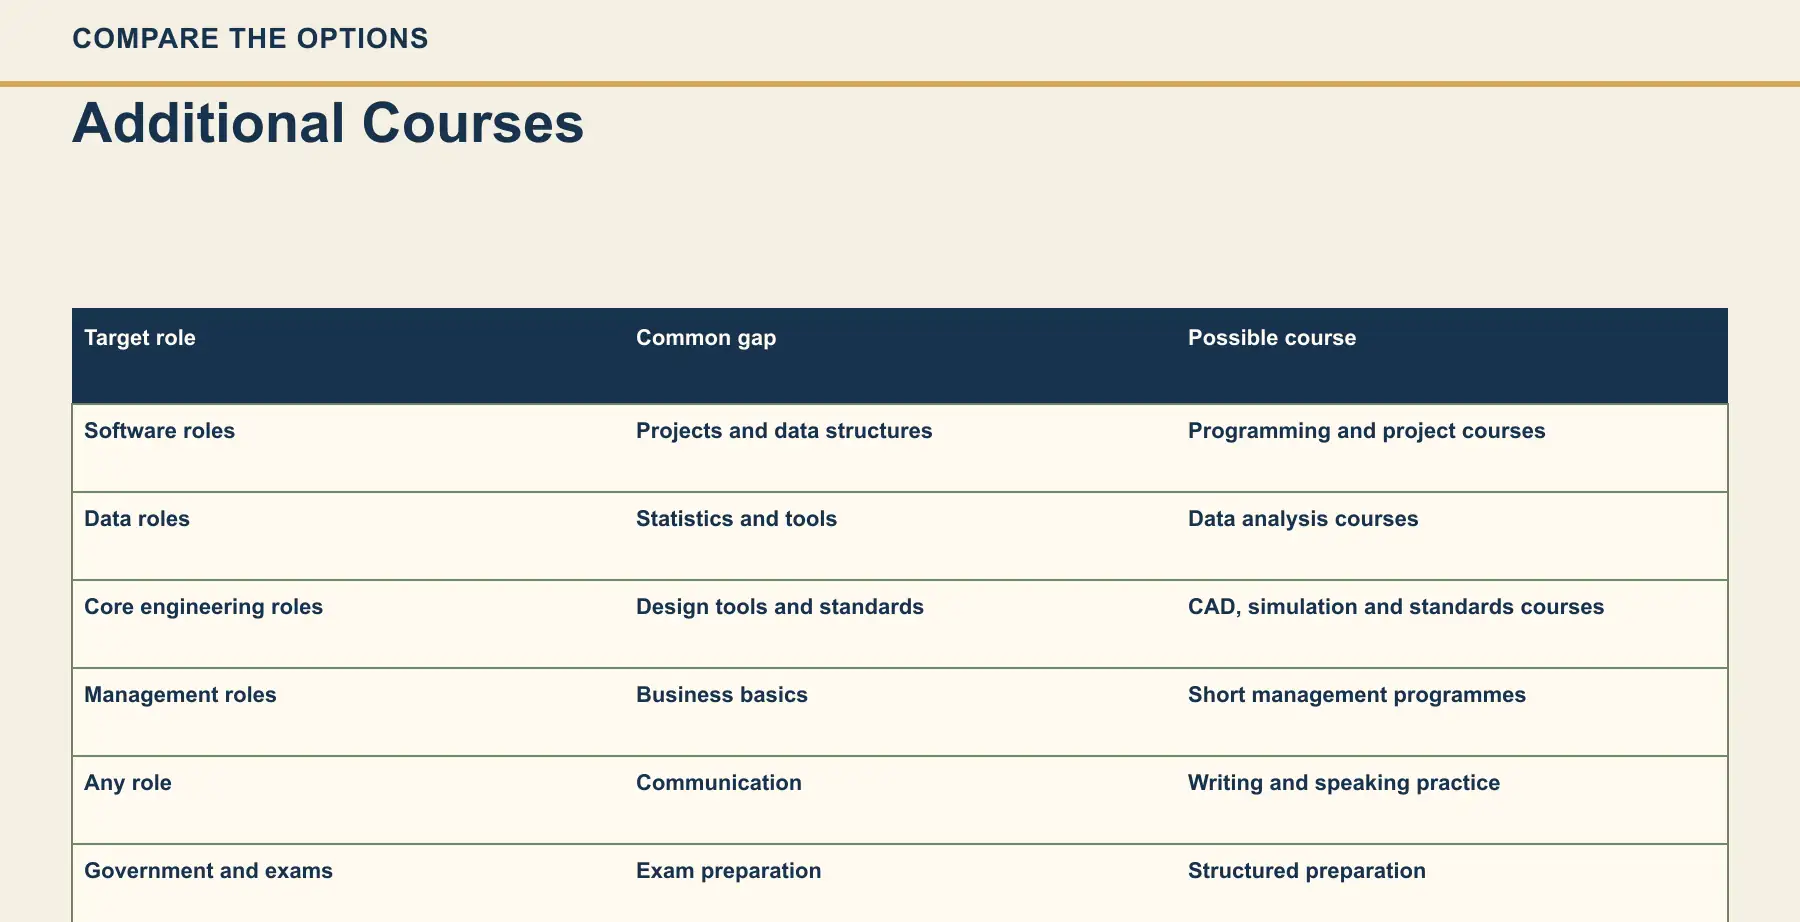 COMPARE THE OPTIONS
Additional Courses
Target role Common gap Possible course
Software roles Projects and data structures Programming and project courses
Data roles Statistics and tools Data analysis courses
Core engineering roles Design tools and standards CAD, simulation and standards courses
Management roles Business basics Short management programmes
Any role Communication Writing and speaking practice
Government and exams Exam preparation Structured preparation